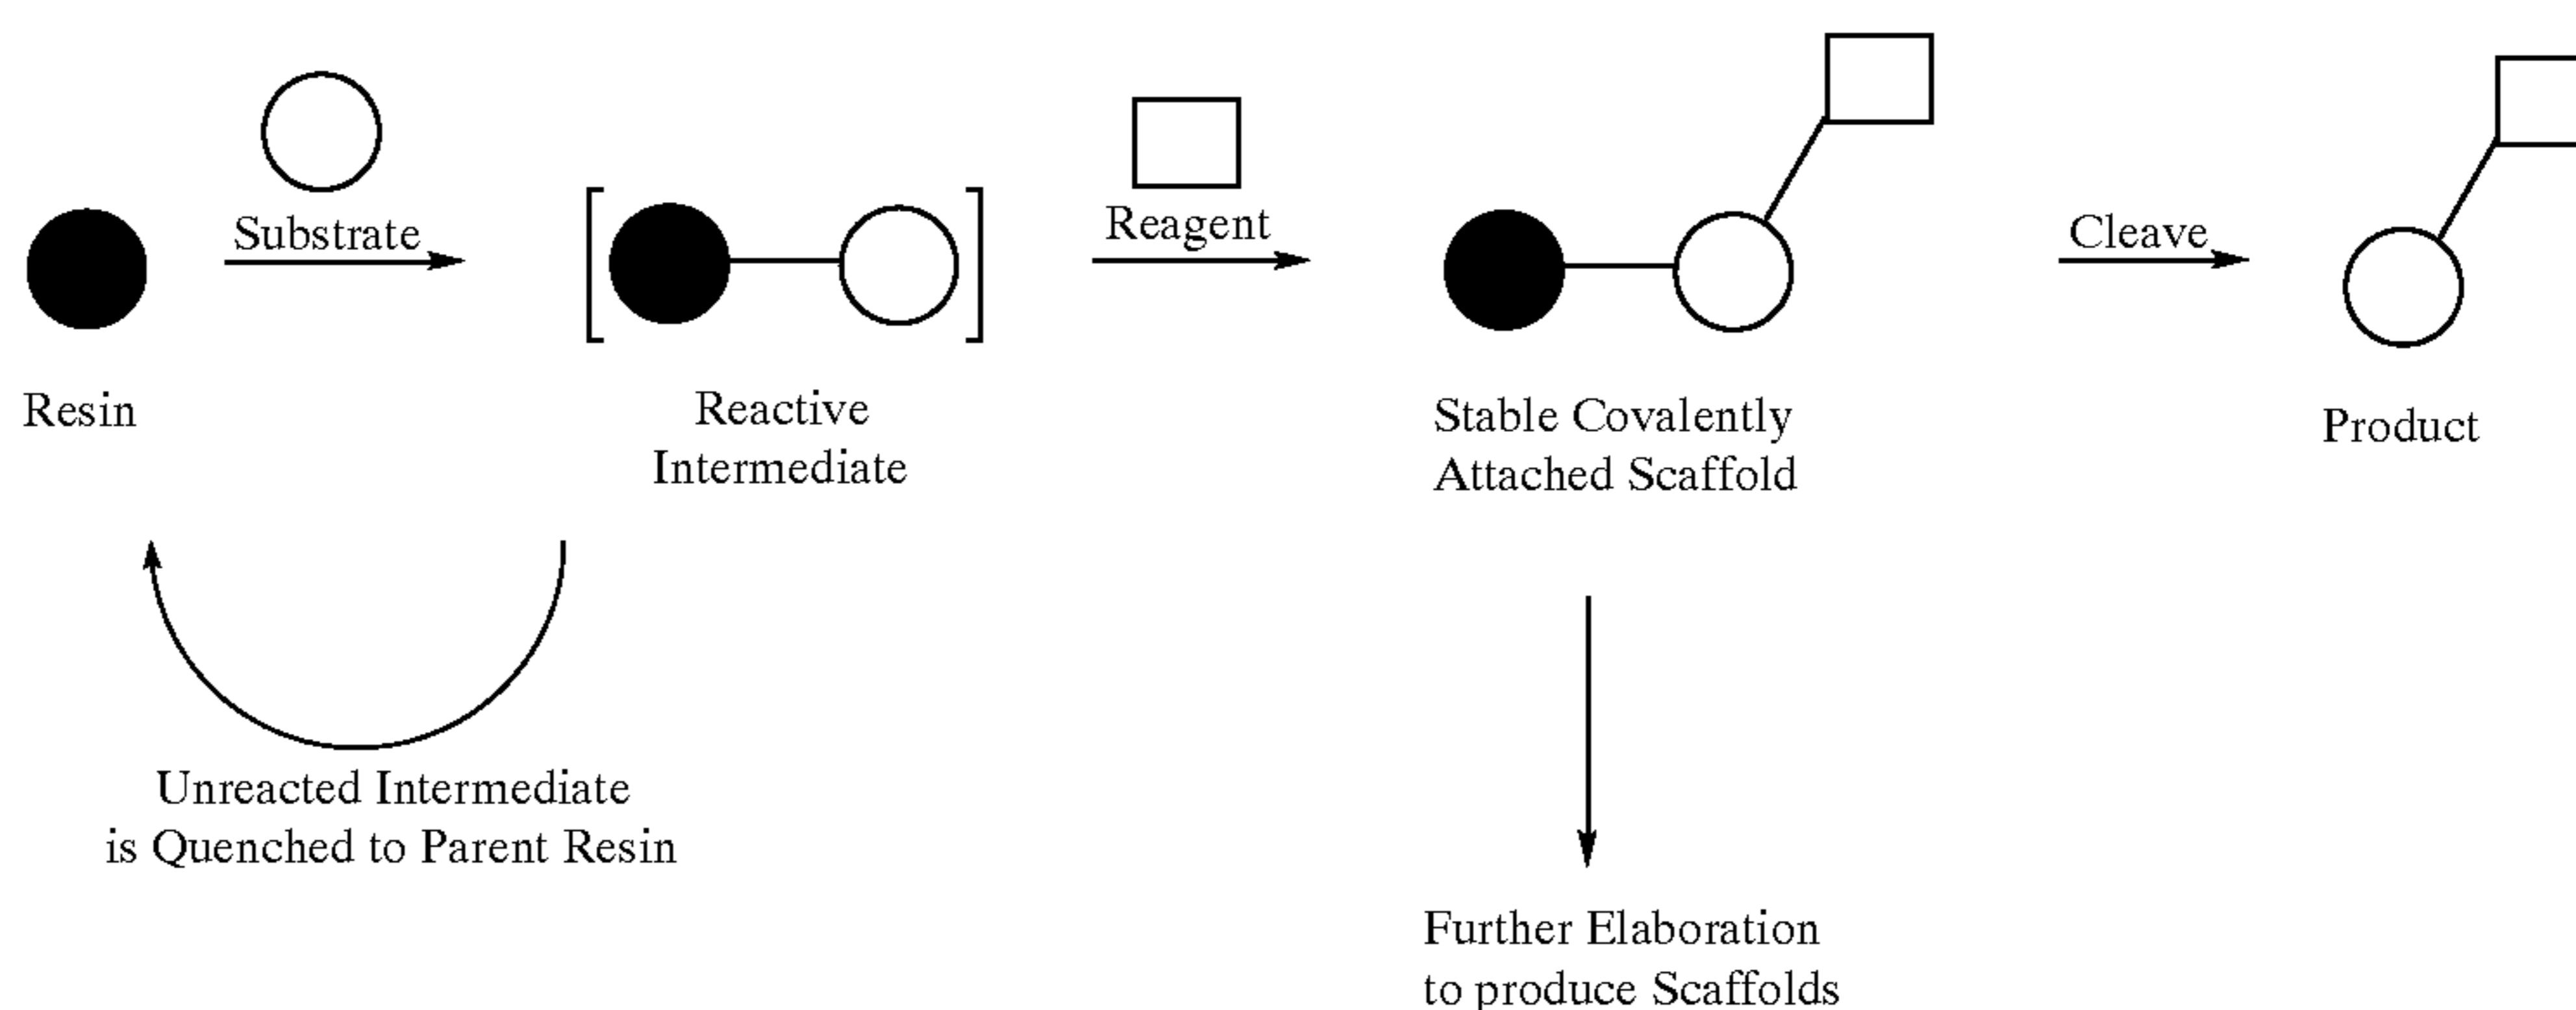 Substrate
Reagent
Cleave
Resin
Reactive
Intermediate
Stable Covalently
Attached Scaffold
Product
Unreacted Intermediate
is Quenched to Parent Resin
Further Elaboration
to produce Scaffolds